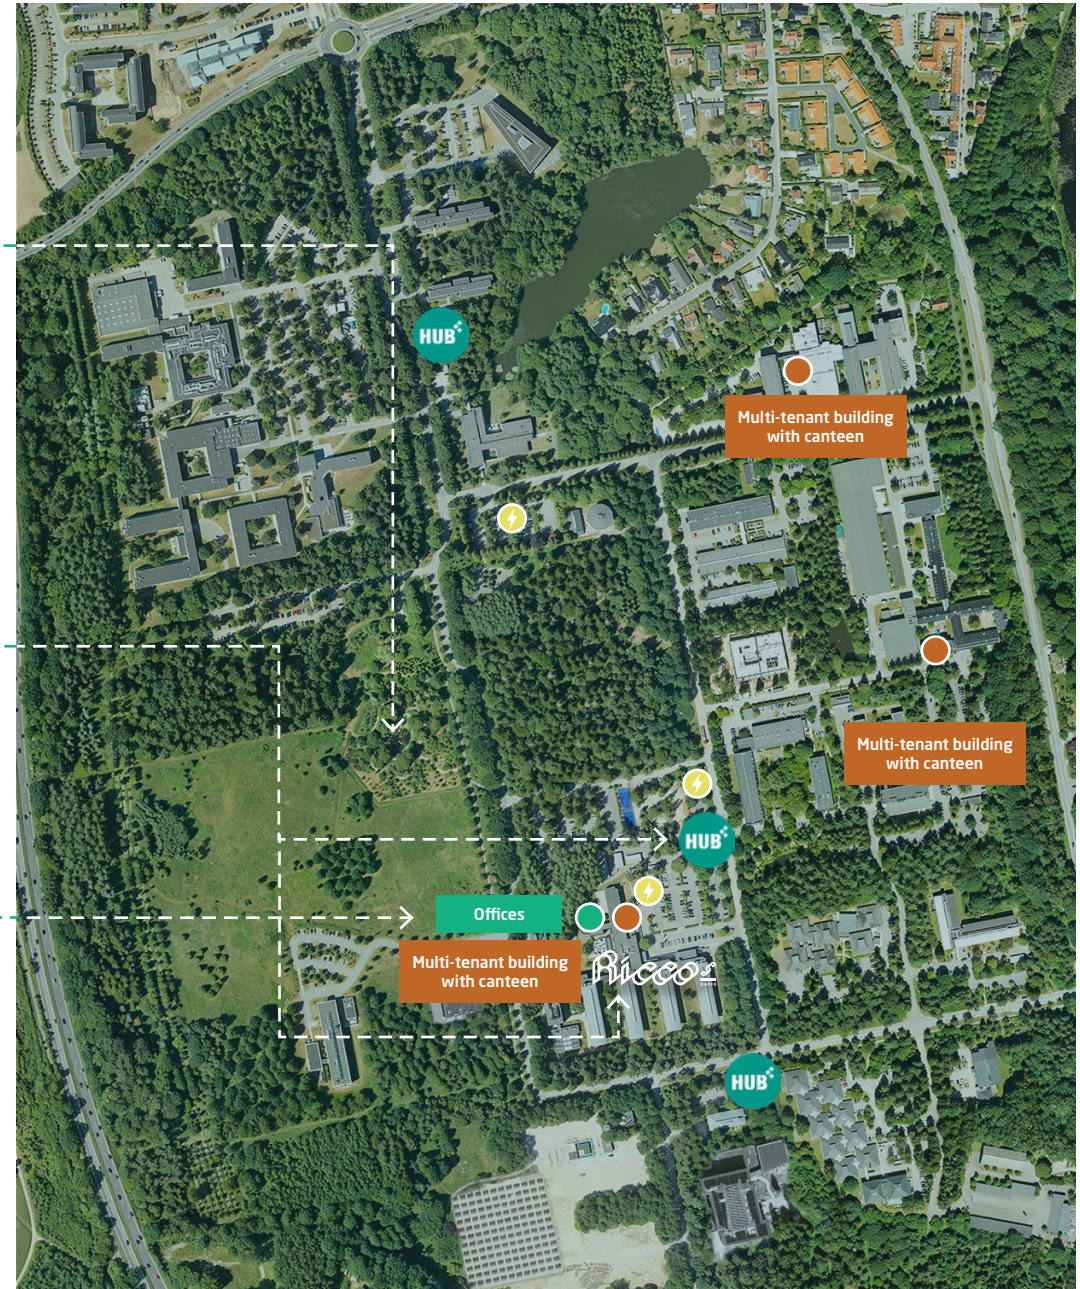 HUB
Multi-tenant building
with canteen
Multi-tenant building
with canteen
HUB
Offices
Multi-tenant building
with canteen
Riccos
HUB